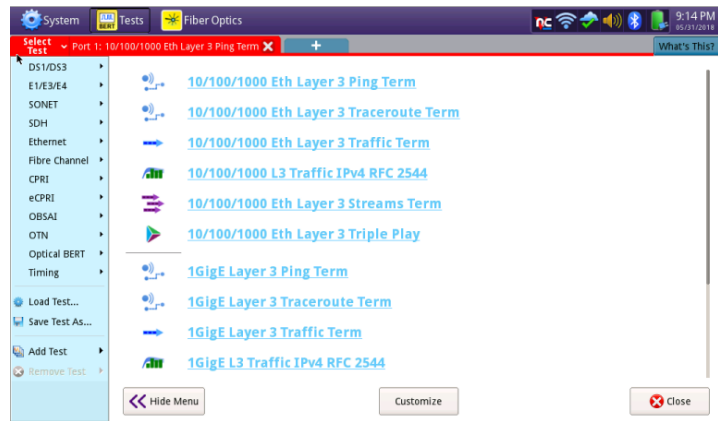 System
JDSU BERT
Tests
Fiber Optics
nc
9:14 PM
05/31/2018
Select Test
Port 1: 10/100/1000 Eth Layer 3 Ping Term
+
What's This?
DS1/DS3
E1/E3/E4
SONET
SDH
Ethernet
Fibre Channel
CPRI
eCPRI
OBSAI
OTN
Optical BERT
Timing
Load Test...
Save Test As...
Add Test
Remove Test
10/100/1000 Eth Layer 3 Ping Term
10/100/1000 Eth Layer 3 Traceroute Term
10/100/1000 Eth Layer 3 Traffic Term
10/100/1000 L3 Traffic IPv4 RFC 2544
10/100/1000 Eth Layer 3 Streams Term
10/100/1000 Eth Layer 3 Triple Play
1GigE Layer 3 Ping Term
1GigE Layer 3 Traceroute Term
1GigE Layer 3 Traffic Term
1GigE L3 Traffic IPv4 RFC 2544
Hide Menu
Customize
Close